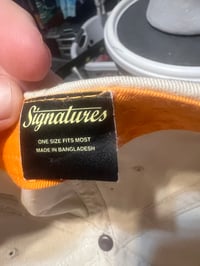 Signatures
ONE SIZE FITS MOST
MADE IN BANGLADESH